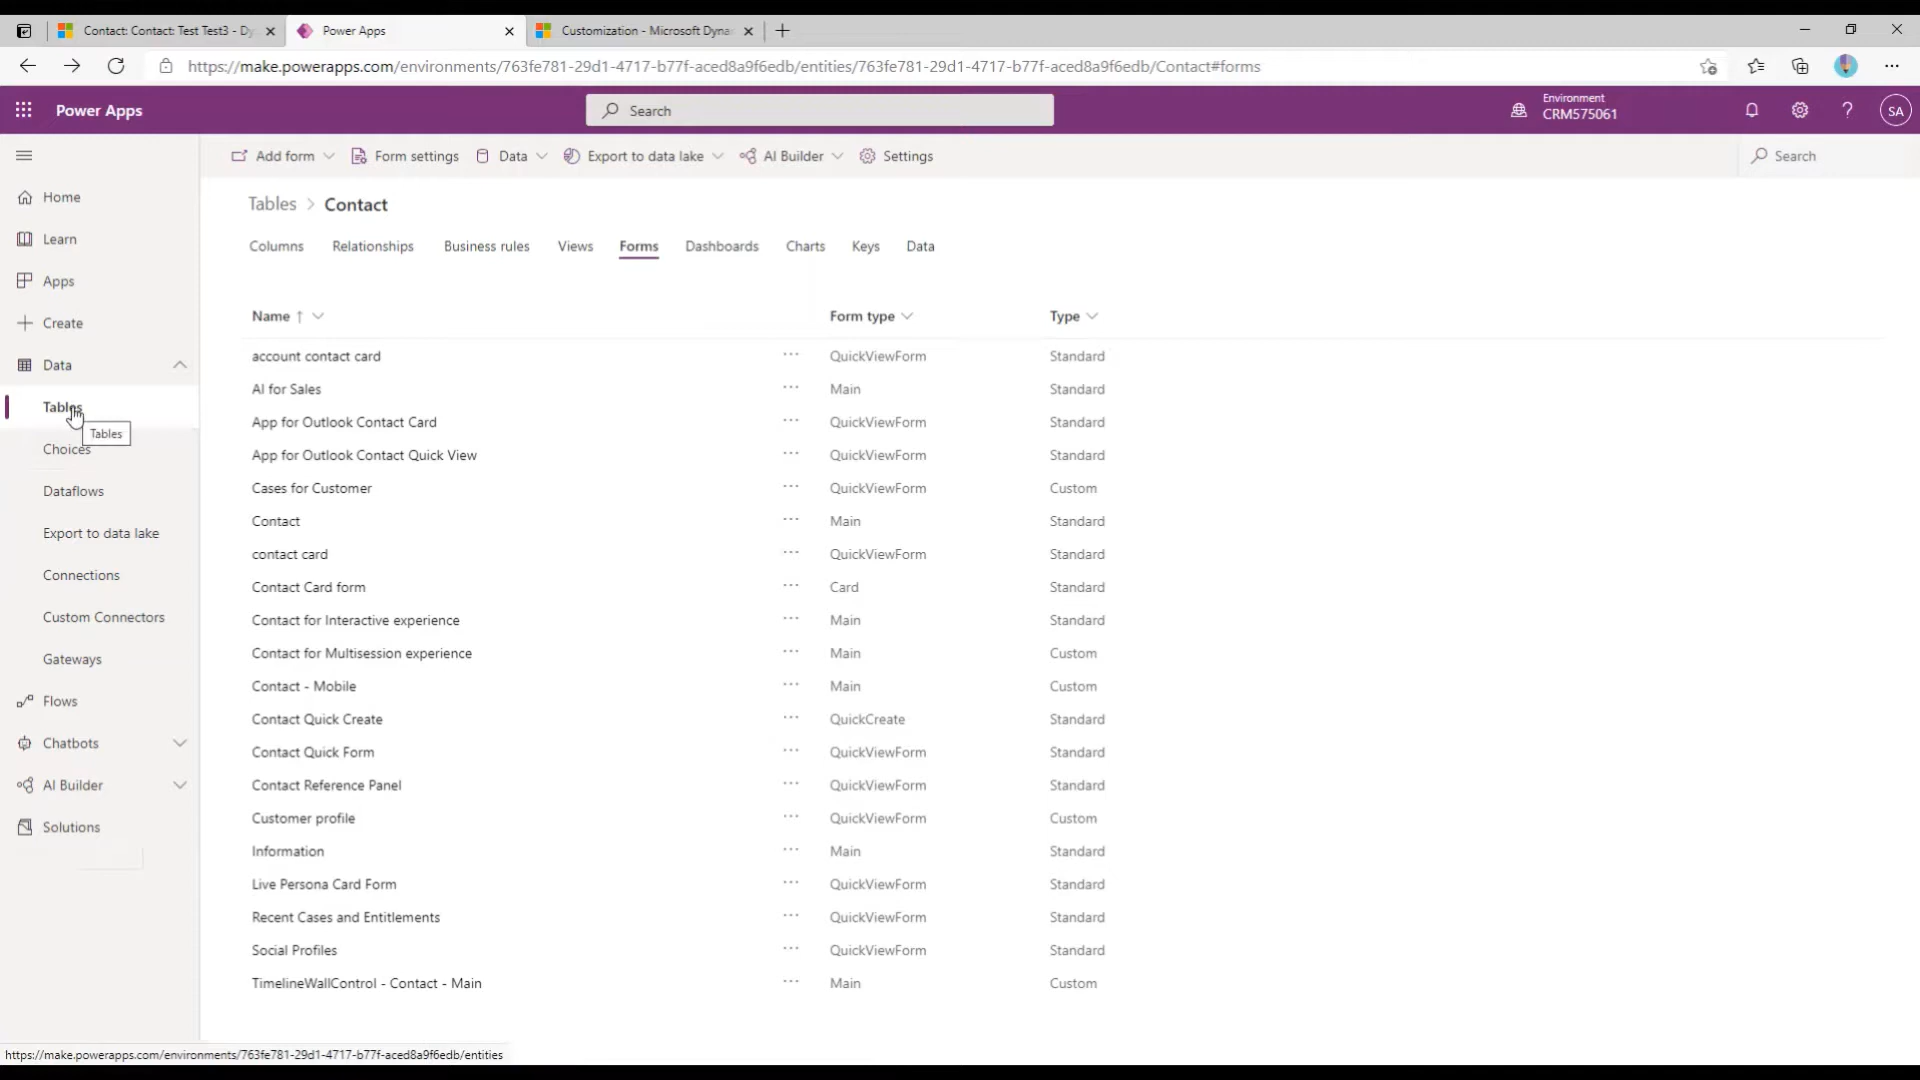 Contact: Contact: Test Test3 - Dy
Power Apps
Customization - Microsoft Dyna
https://make.powerapps.com/environments/763fe781-29d1-4717-b77f-aced8a9f6edb/entities/763fe781-29d1-4717-b77f-aced8a9f6edb/Contact#forms
Power Apps
Search
Environment
CRM575061
?
SA
Add form
Form settings
Data
Export to data lake
AI Builder
Settings
Search
Home
Learn
Apps
Create
Data
Tables
Tables
Choices
Dataflows
Export to data lake
Connections
Custom Connectors
Gateways
Flows
Chatbots
AI Builder
Solutions
Tables > Contact
Columns Relationships Business rules Views Forms Dashboards Charts Keys Data
Name ↑ Form type Type
account contact card ··· QuickViewForm Standard
AI for Sales ··· Main Standard
App for Outlook Contact Card ··· QuickViewForm Standard
App for Outlook Contact Quick View ··· QuickViewForm Standard
Cases for Customer ··· QuickViewForm Custom
Contact ··· Main Standard
contact card ··· QuickViewForm Standard
Contact Card form ··· Card Standard
Contact for Interactive experience ··· Main Standard
Contact for Multisession experience ··· Main Custom
Contact - Mobile ··· Main Custom
Contact Quick Create ··· QuickCreate Standard
Contact Quick Form ··· QuickViewForm Standard
Contact Reference Panel ··· QuickViewForm Standard
Customer profile ··· QuickViewForm Custom
Information ··· Main Standard
Live Persona Card Form ··· QuickViewForm Standard
Recent Cases and Entitlements ··· QuickViewForm Standard
Social Profiles ··· QuickViewForm Standard
TimelineWallControl - Contact - Main ··· Main Custom
https://make.powerapps.com/environments/763fe781-29d1-4717-b77f-aced8a9f6edb/entities